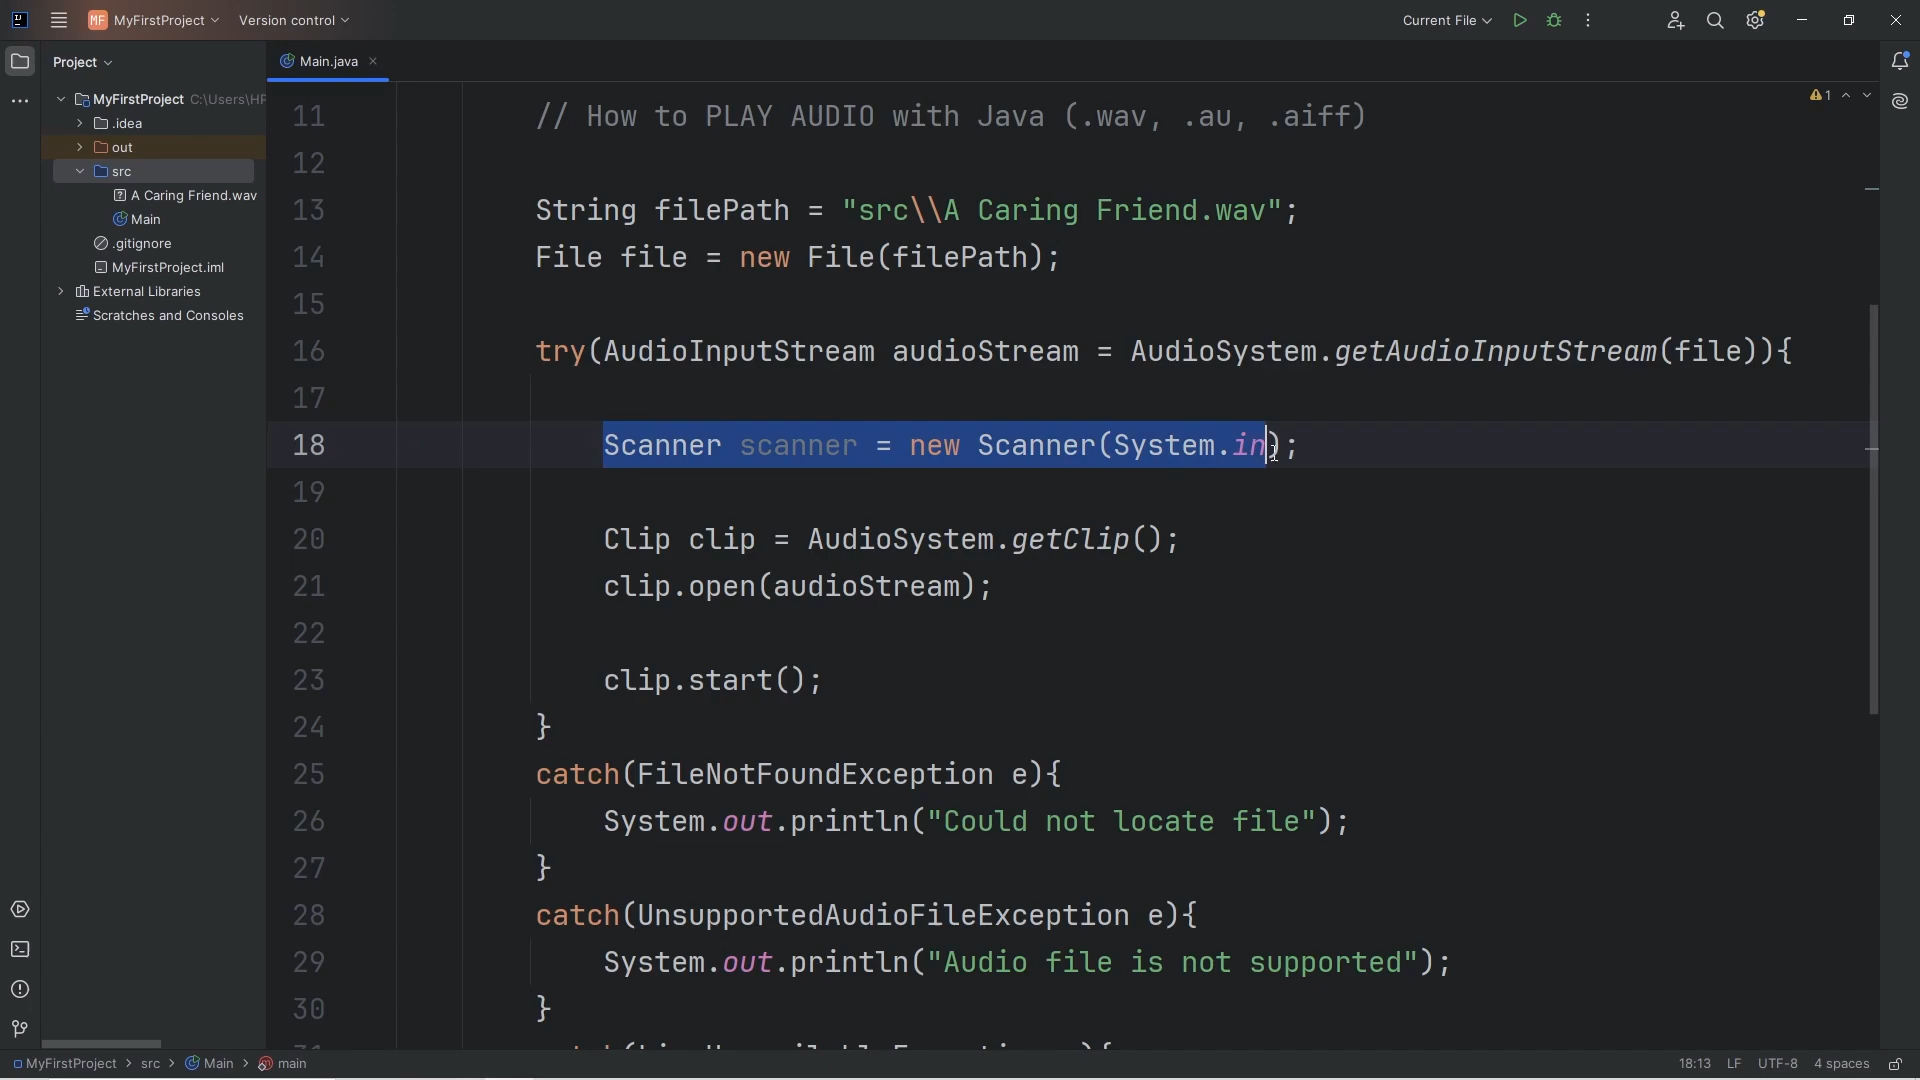 MF MyFirstProject Version control Current File
Project
Main.java
MyFirstProject C:\Users\HP
.idea
out
src
A Caring Friend.wav
Main
.gitignore
MyFirstProject.iml
External Libraries
Scratches and Consoles
1
11 // How to PLAY AUDIO with Java (.wav, .au, .aiff)
12
13 String filePath = "src\\A Caring Friend.wav";
14 File file = new File(filePath);
15
16 try(AudioInputStream audioStream = AudioSystem.getAudioInputStream(file)){
17
18 Scanner scanner = new Scanner(System.in);
19
20 Clip clip = AudioSystem.getClip();
21 clip.open(audioStream);
22
23 clip.start();
24 }
25 catch(FileNotFoundException e){
26 System.out.println("Could not locate file");
27 }
28 catch(UnsupportedAudioFileException e){
29 System.out.println("Audio file is not supported");
30 }
MyFirstProject > src > Main > main 18:13 LF UTF-8 4 spaces